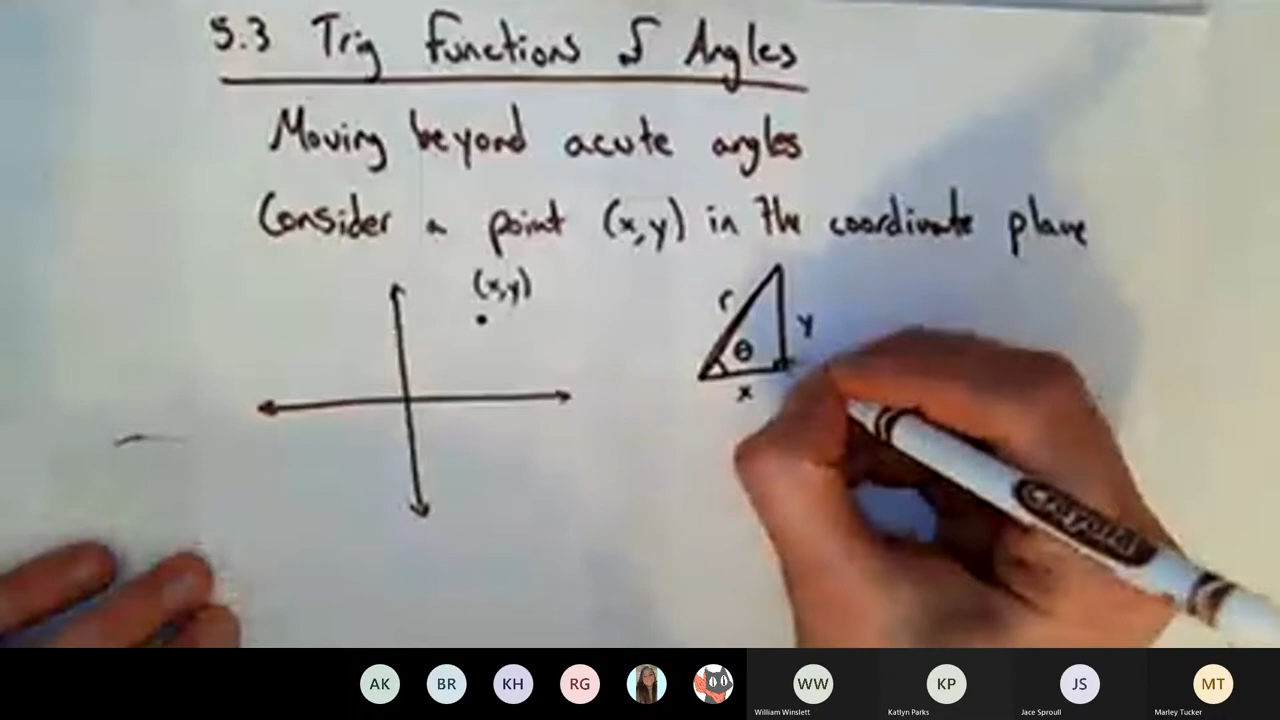 5.3 Trig Functions of Angles
Moving beyond acute angles
Consider a point (x,y) in the coordinate plane
(x,y)
r
θ
y
x
Crayola
AK
BR
KH
RG
WW
KP
JS
MT
William Winslett
Katlyn Parks
Jace Sproull
Marley Tucker